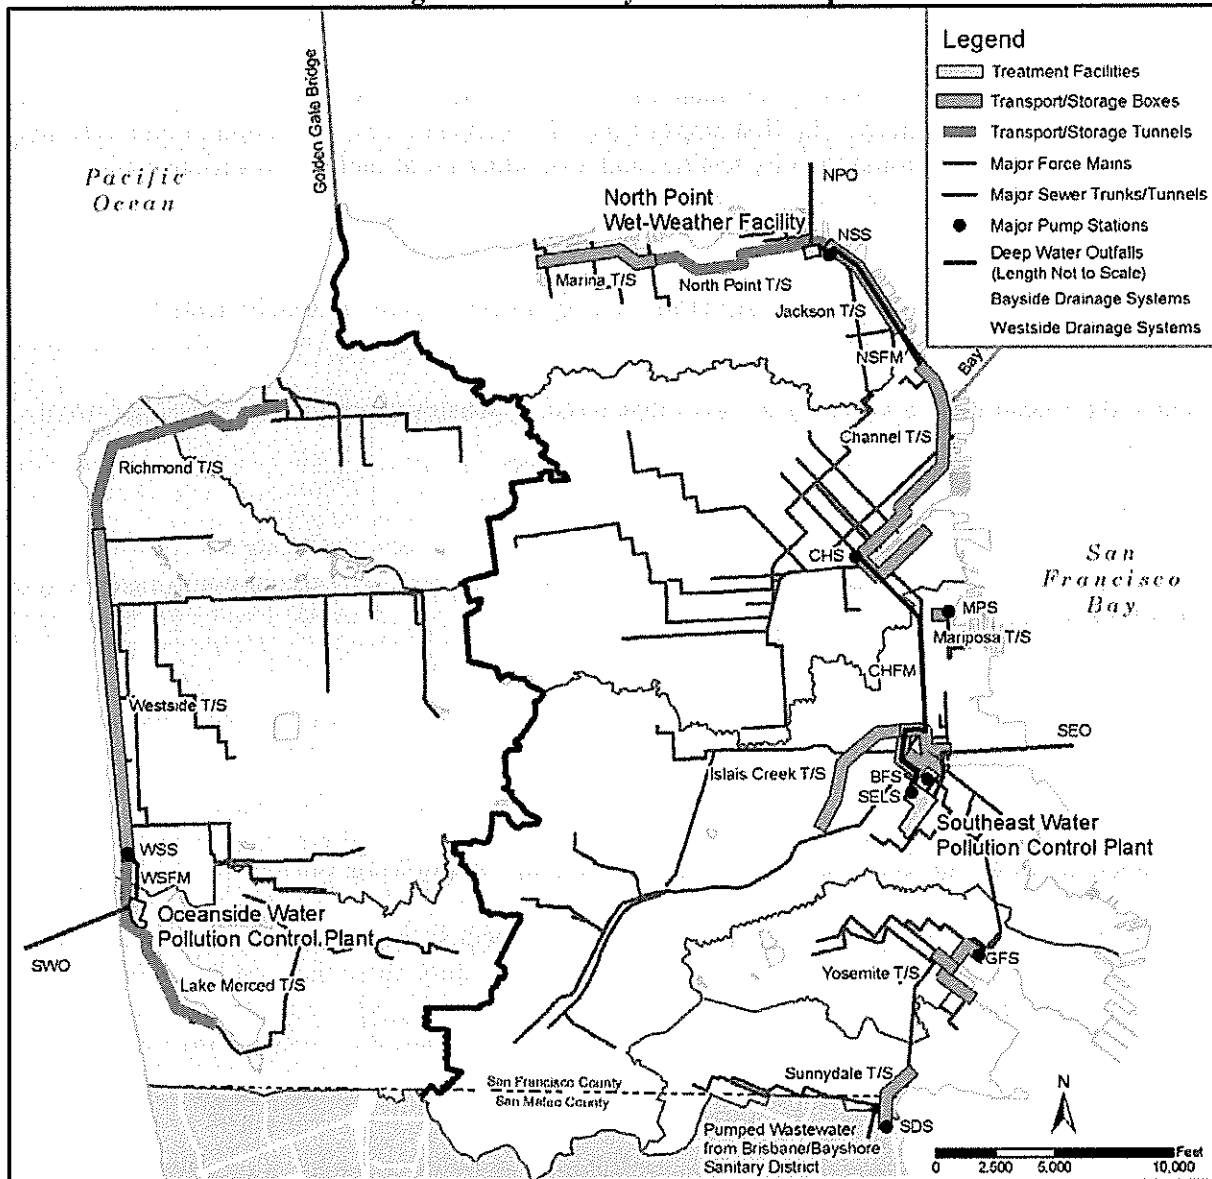 Legend
Treatment Facilities
Transport/Storage Boxes
Transport/Storage Tunnels
Major Force Mains
Major Sewer Trunks/Tunnels
Major Pump Stations
Deep Water Outfalls
(Length Not to Scale)
Bayside Drainage Systems
Westside Drainage Systems
Golden Gate Bridge
Pacific
Ocean
NPO
North Point
Wet-Weather Facility
NSS
Marina T/S
North Point T/S
Jackson T/S
NSFM
Bay
Channel T/S
Richmond T/S
CHS
San
Francisco
Bay
MPS
Mariposa T/S
CHFM
Westside T/S
SEO
Islais Creek T/S
BFS
SELS
Southeast Water
Pollution Control Plant
WSS
WSFM
Oceanside Water
Pollution Control Plant
SWO
GFS
Yosemite T/S
Lake Merced T/S
Sunnydale T/S
San Francisco County
San Mateo County
N
SDS
Pumped Wastewater
from Brisbane/Bayshore
Sanitary District
Feet
0 2,500 5,000 10,000